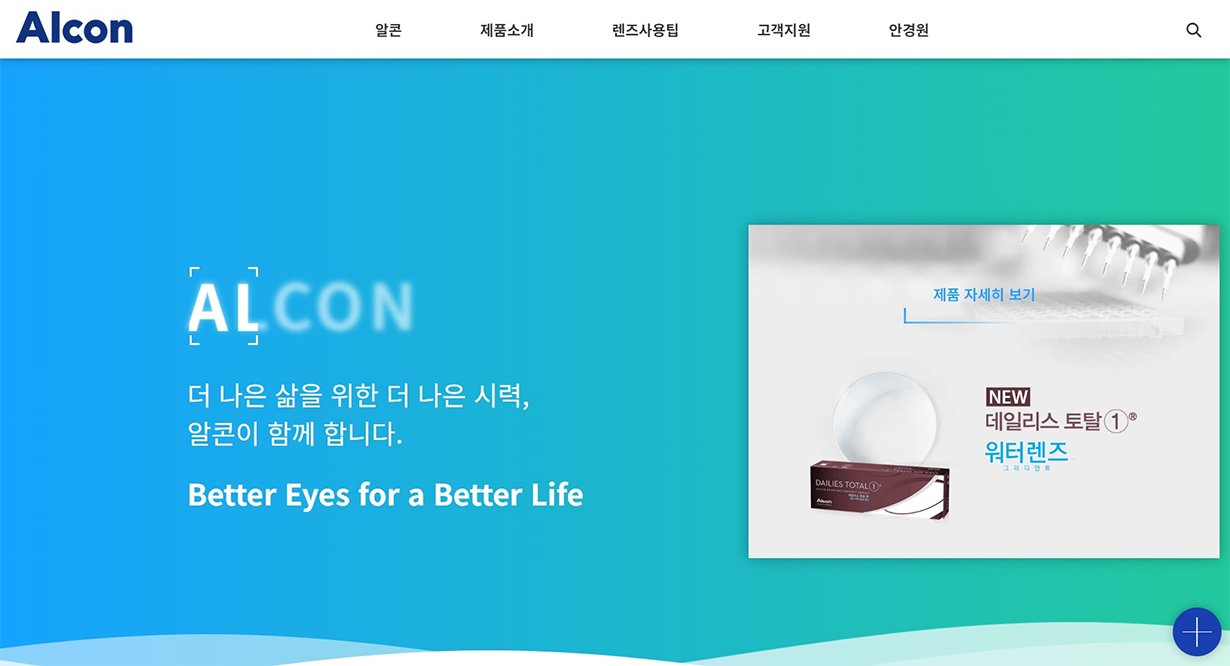 Alcon
알콘
제품소개
렌즈사용팁
고객지원
안경원
ALCON
더 나은 삶을 위한 더 나은 시력,
알콘이 함께 합니다.
Better Eyes for a Better Life
제품 자세히 보기
NEW
데일리스 토탈 1®
워터렌즈
그라디언트
DAILIES TOTAL 1®
Alcon